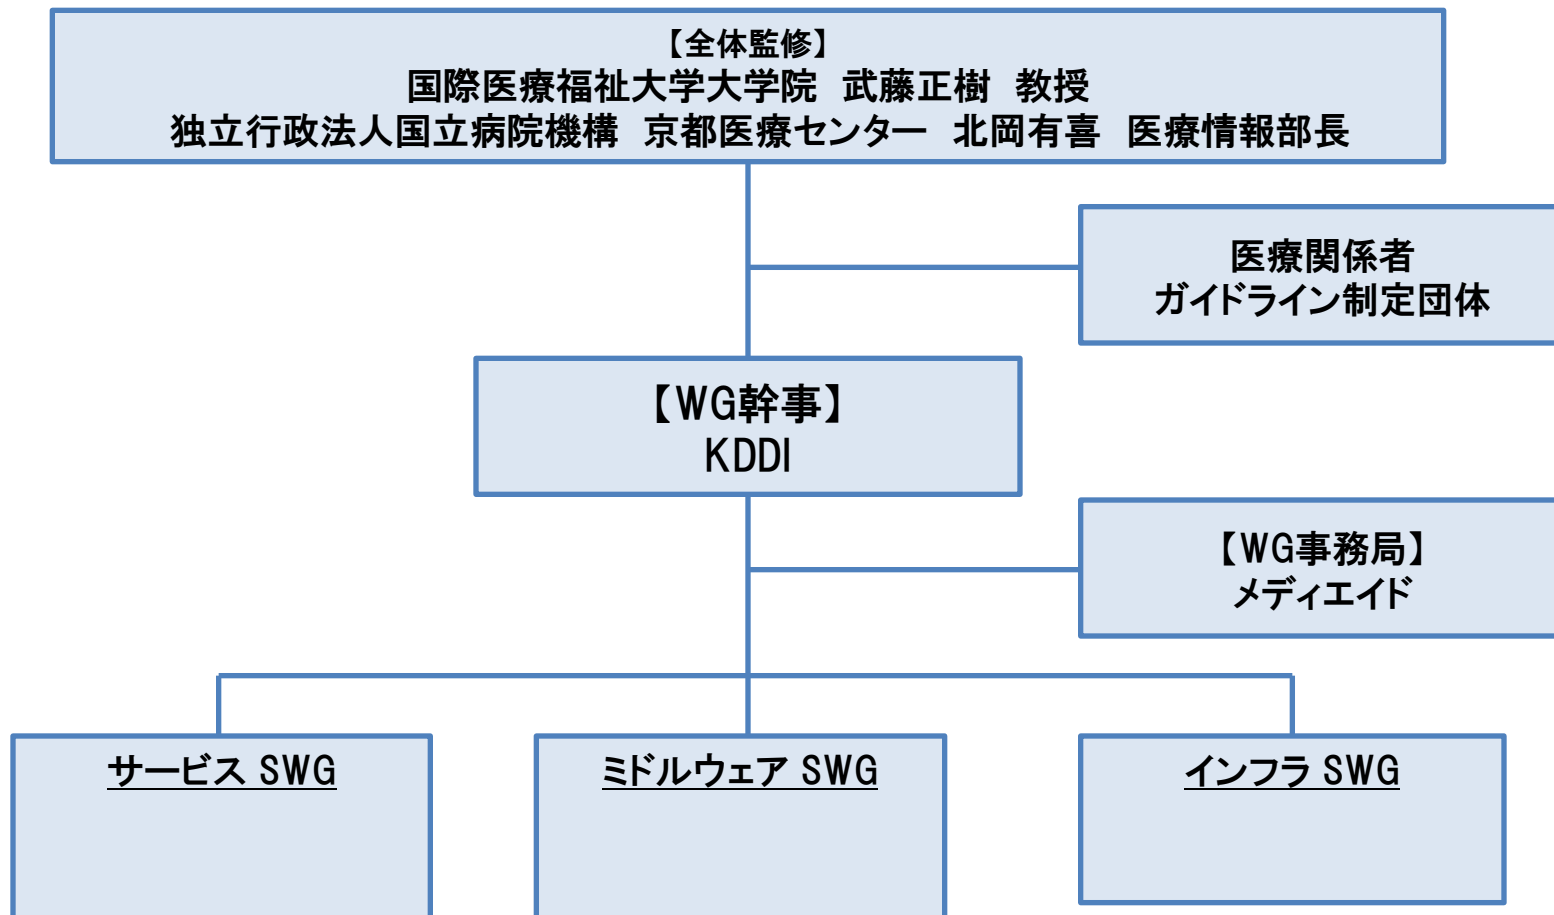 【全体監修】
国際医療福祉大学大学院 武藤正樹 教授
独立行政法人国立病院機構 京都医療センター 北岡有喜 医療情報部長
医療関係者
ガイドライン制定団体
【WG幹事】
KDDI
【WG事務局】
メディエイド
サービス SWG
ミドルウェア SWG
インフラ SWG